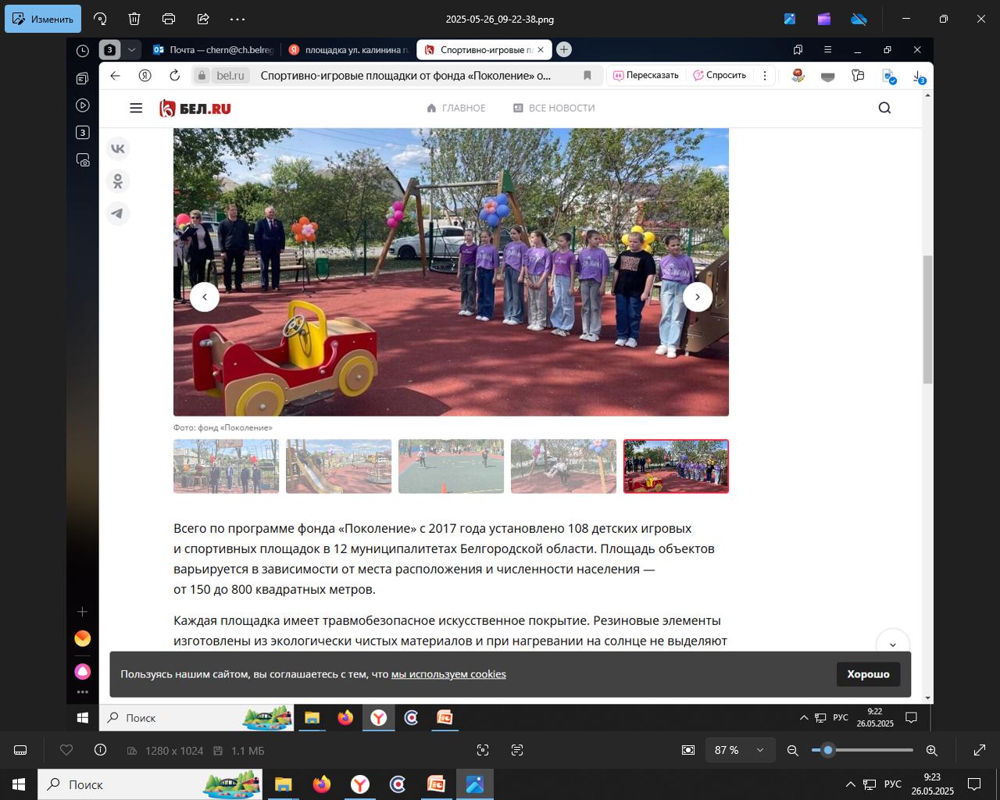 Изменить
2025-05-26_09-22-38.png
3
Почта — chern@ch.belreg
площадка ул. калинина п.
Спортивно-игровые пл
bel.ru
Спортивно-игровые площадки от фонда «Поколение» о...
Пересказать
Спросить
3
3
БЕЛ.RU
ГЛАВНОЕ
ВСЕ НОВОСТИ
Фото: фонд «Поколение»
Всего по программе фонда «Поколение» с 2017 года установлено 108 детских игровых
и спортивных площадок в 12 муниципалитетах Белгородской области. Площадь объектов
варьируется в зависимости от места расположения и численности населения —
от 150 до 800 квадратных метров.
Каждая площадка имеет травмобезопасное искусственное покрытие. Резиновые элементы
изготовлены из экологически чистых материалов и при нагревании на солнце не выделяют
Пользуясь нашим сайтом, вы соглашаетесь с тем, что мы используем cookies
Хорошо
Поиск
РУС
9:22
26.05.2025
1280 x 1024
1.1 МБ
87 %
Поиск
РУС
9:23
26.05.2025